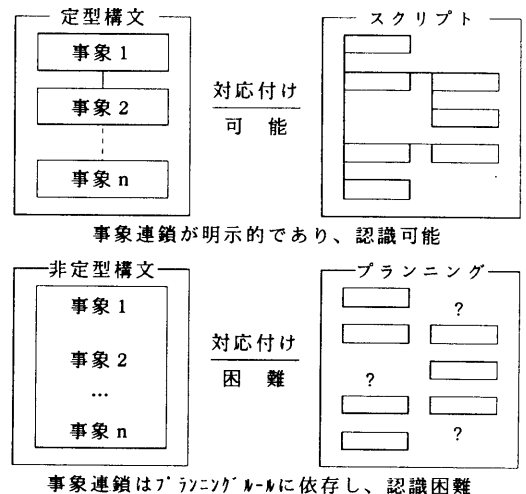 定型構文
スクリプト
事象1
事象2
事象n
対応付け
可 能
事象連鎖が明示的であり、認識可能
非定型構文
プランニング
事象1
事象2
…
事象n
対応付け
困 難
?
?
?
事象連鎖はプランニングルールに依存し、認識困難